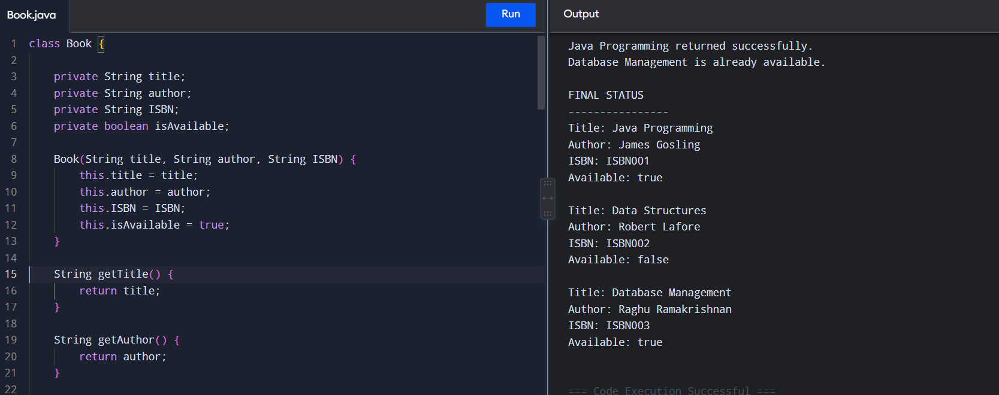 Book.java
Run
1 class Book {
2
3     private String title;
4     private String author;
5     private String ISBN;
6     private boolean isAvailable;
7
8     Book(String title, String author, String ISBN) {
9         this.title = title;
10         this.author = author;
11         this.ISBN = ISBN;
12         this.isAvailable = true;
13     }
14
15     String getTitle() {
16         return title;
17     }
18
19     String getAuthor() {
20         return author;
21     }
22
Output
Java Programming returned successfully.
Database Management is already available.

FINAL STATUS
----------------
Title: Java Programming
Author: James Gosling
ISBN: ISBN001
Available: true

Title: Data Structures
Author: Robert Lafore
ISBN: ISBN002
Available: false

Title: Database Management
Author: Raghu Ramakrishnan
ISBN: ISBN003
Available: true

=== Code Execution Successful ===